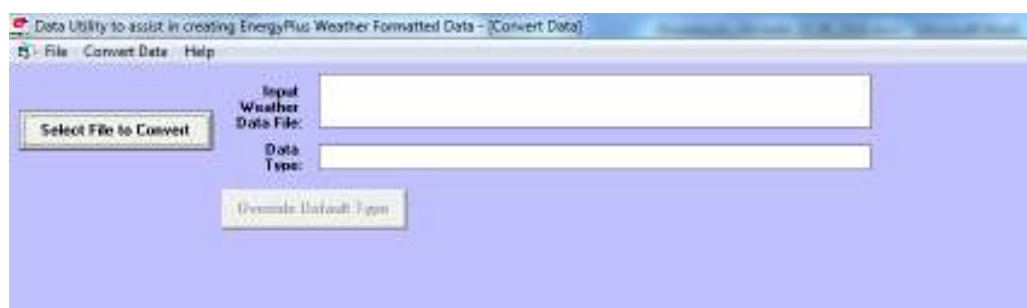 Data Utility to assist in creating EnergyPlus Weather Formatted Data - [Convert Data]
File Convert Data Help
Select File to Convert
Input
Weather
Data File:
Data
Type:
Override Default Type